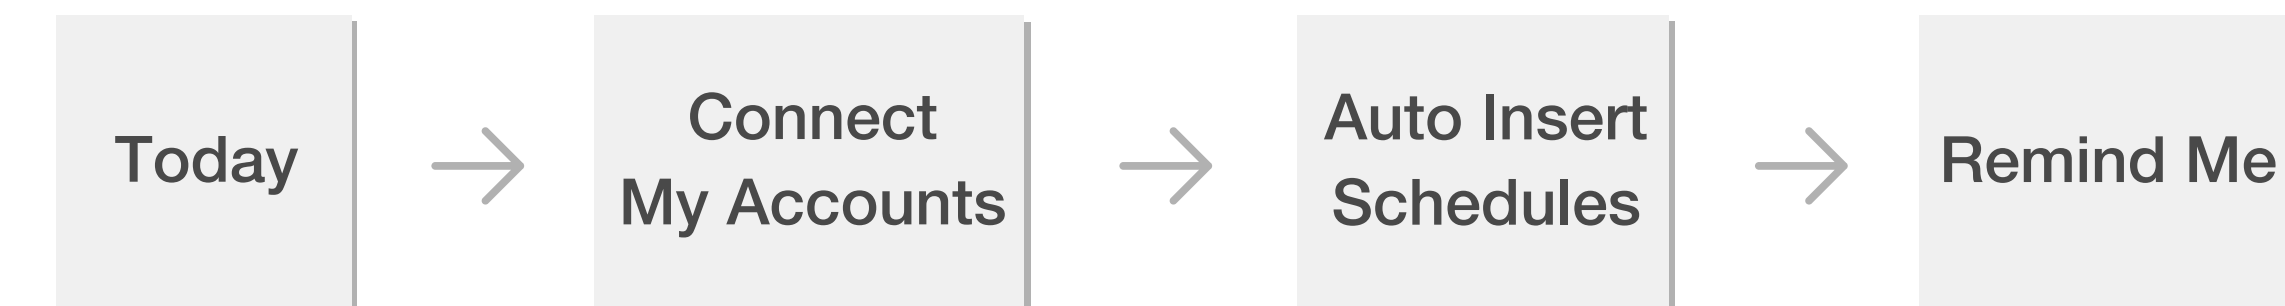 Today
Connect
My Accounts
Auto Insert
Schedules
Remind Me